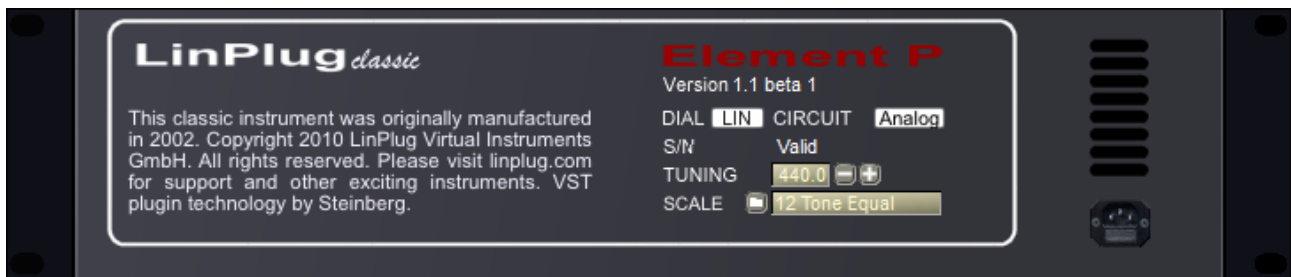 LinPlug classic
This classic instrument was originally manufactured
in 2002. Copyright 2010 LinPlug Virtual Instruments
GmbH. All rights reserved. Please visit linplug.com
for support and other exciting instruments. VST
plugin technology by Steinberg.
Element P
Version 1.1 beta 1
DIAL LIN CIRCUIT Analog
S/N Valid
TUNING 440.0 − +
SCALE 12 Tone Equal